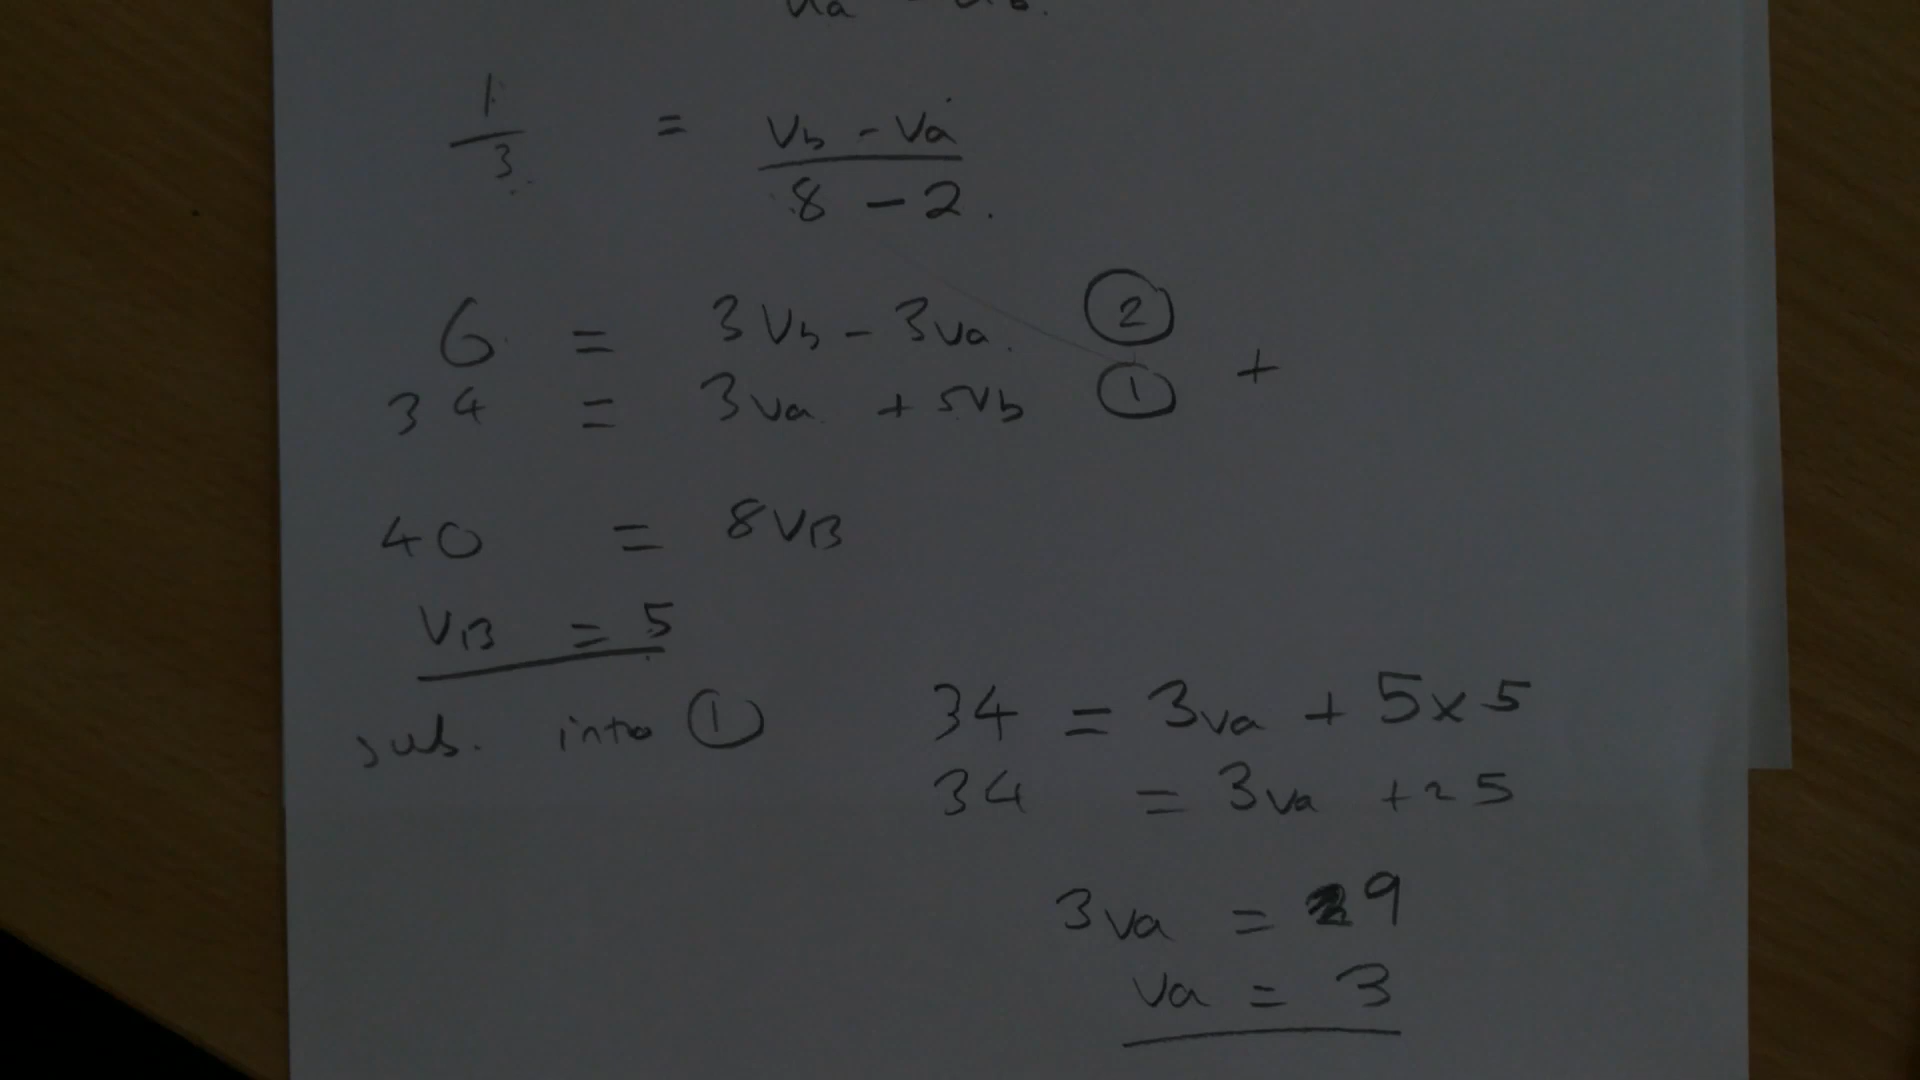 1/3 = Vb - Va / 8 - 2.
6 = 3Vb - 3Va. ②
34 = 3Va + 5Vb ① +
40 = 8VB
VB = 5
sub. into ① 34 = 3Va + 5x5
34 = 3Va + 25
3Va = 9
Va = 3